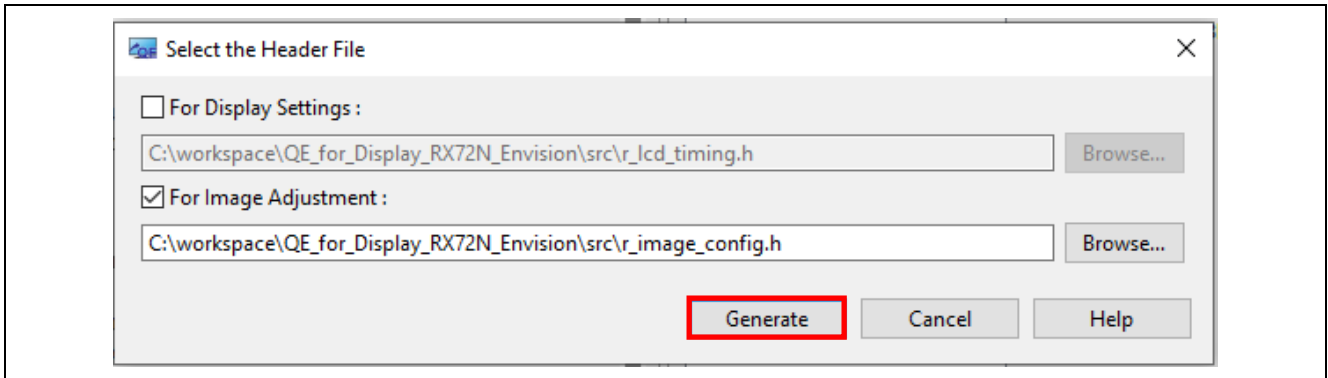 Select the Header File
For Display Settings :
C:\workspace\QE_for_Display_RX72N_Envision\src\r_lcd_timing.h
Browse...
For Image Adjustment :
C:\workspace\QE_for_Display_RX72N_Envision\src\r_image_config.h
Browse...
Generate Cancel Help